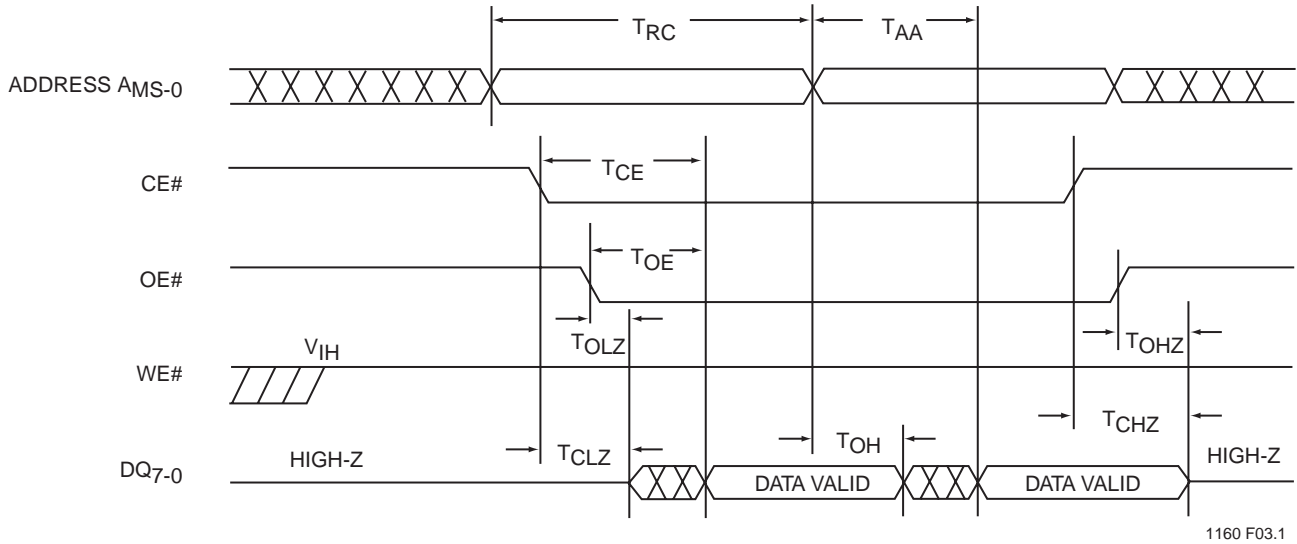 TRC
TAA
ADDRESS AMS-0
TCE
CE#
TOE
OE#
TOLZ
TOHZ
VIH
WE#
TCHZ
TCLZ
TOH
HIGH-Z
HIGH-Z
DQ7-0
DATA VALID
DATA VALID
1160 F03.1